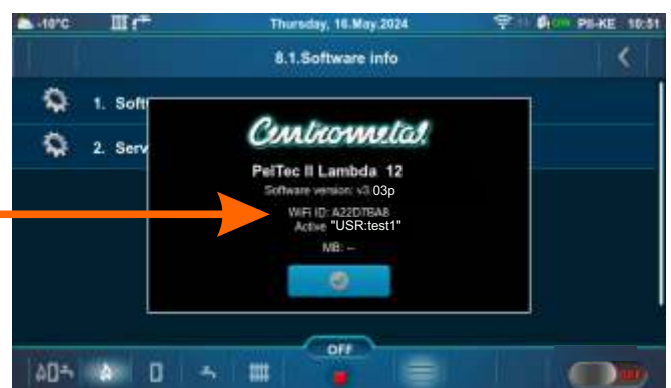 -10°C Thursday, 16.May.2024 PII-KE 10:51
8.1.Software info
1. Soft
2. Serv
Centrometal
PelTec II Lambda 12
Software version: v3.03p
WiFi ID: A22D7BA8
Active "USR:test1"
MB: --
OFF
OFF